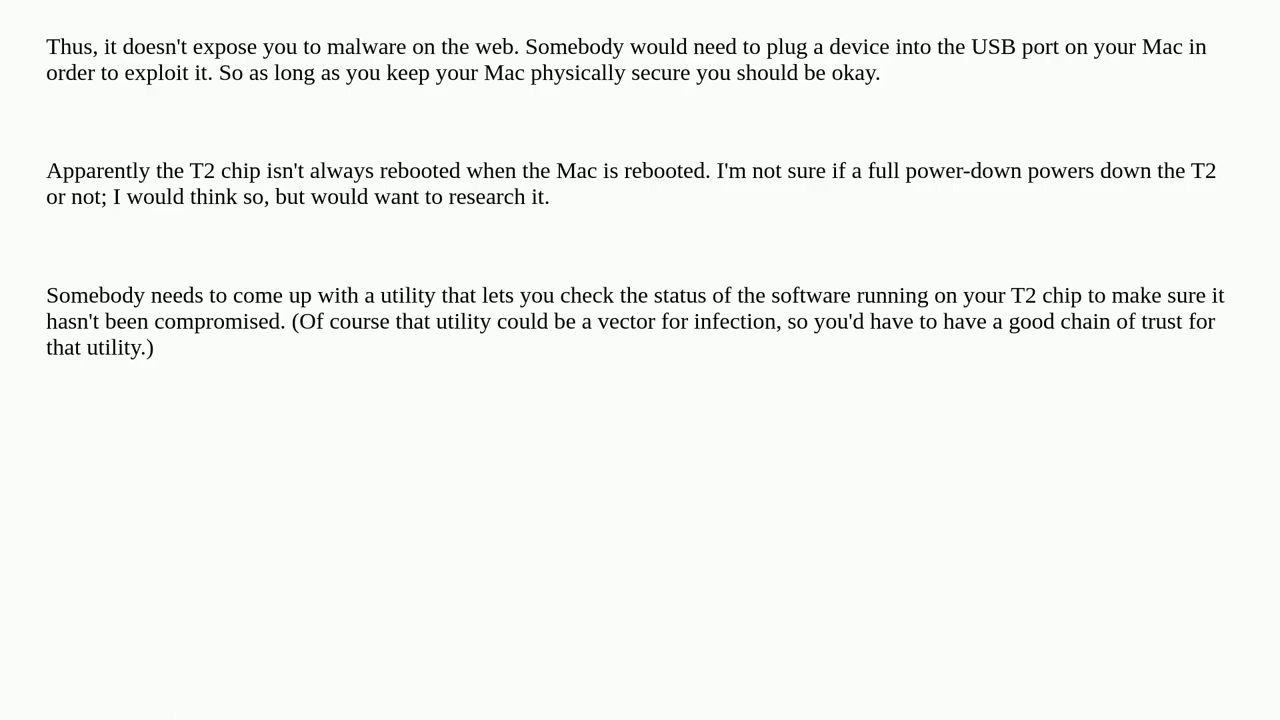 Thus, it doesn't expose you to malware on the web. Somebody would need to plug a device into the USB port on your Mac in
order to exploit it. So as long as you keep your Mac physically secure you should be okay.
Apparently the T2 chip isn't always rebooted when the Mac is rebooted. I'm not sure if a full power-down powers down the T2
or not; I would think so, but would want to research it.
Somebody needs to come up with a utility that lets you check the status of the software running on your T2 chip to make sure it
hasn't been compromised. (Of course that utility could be a vector for infection, so you'd have to have a good chain of trust for
that utility.)